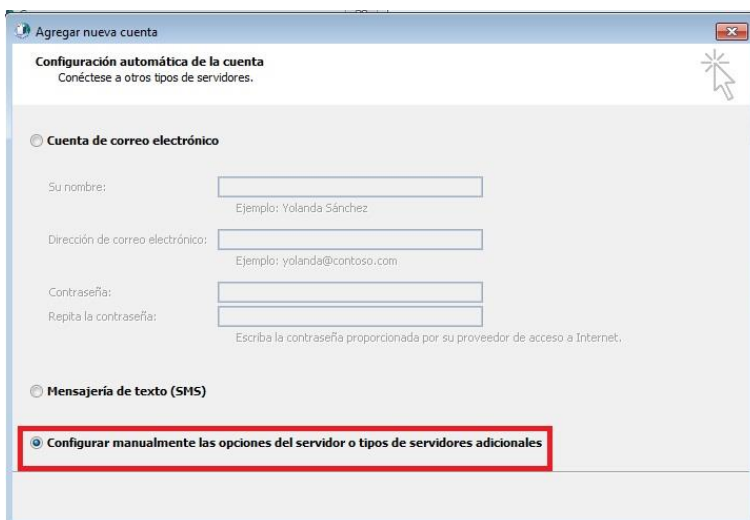 Agregar nueva cuenta
Configuración automática de la cuenta
Conéctese a otros tipos de servidores.
Cuenta de correo electrónico
Su nombre:
Ejemplo: Yolanda Sánchez
Dirección de correo electrónico:
Ejemplo: yolanda@contoso.com
Contraseña:
Repita la contraseña:
Escriba la contraseña proporcionada por su proveedor de acceso a Internet.
Mensajería de texto (SMS)
Configurar manualmente las opciones del servidor o tipos de servidores adicionales